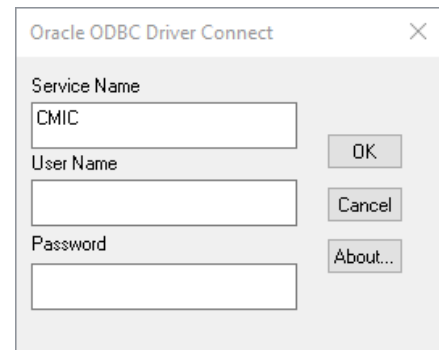 Oracle ODBC Driver Connect
Service Name
CMIC
OK
User Name
Cancel
Password
About...